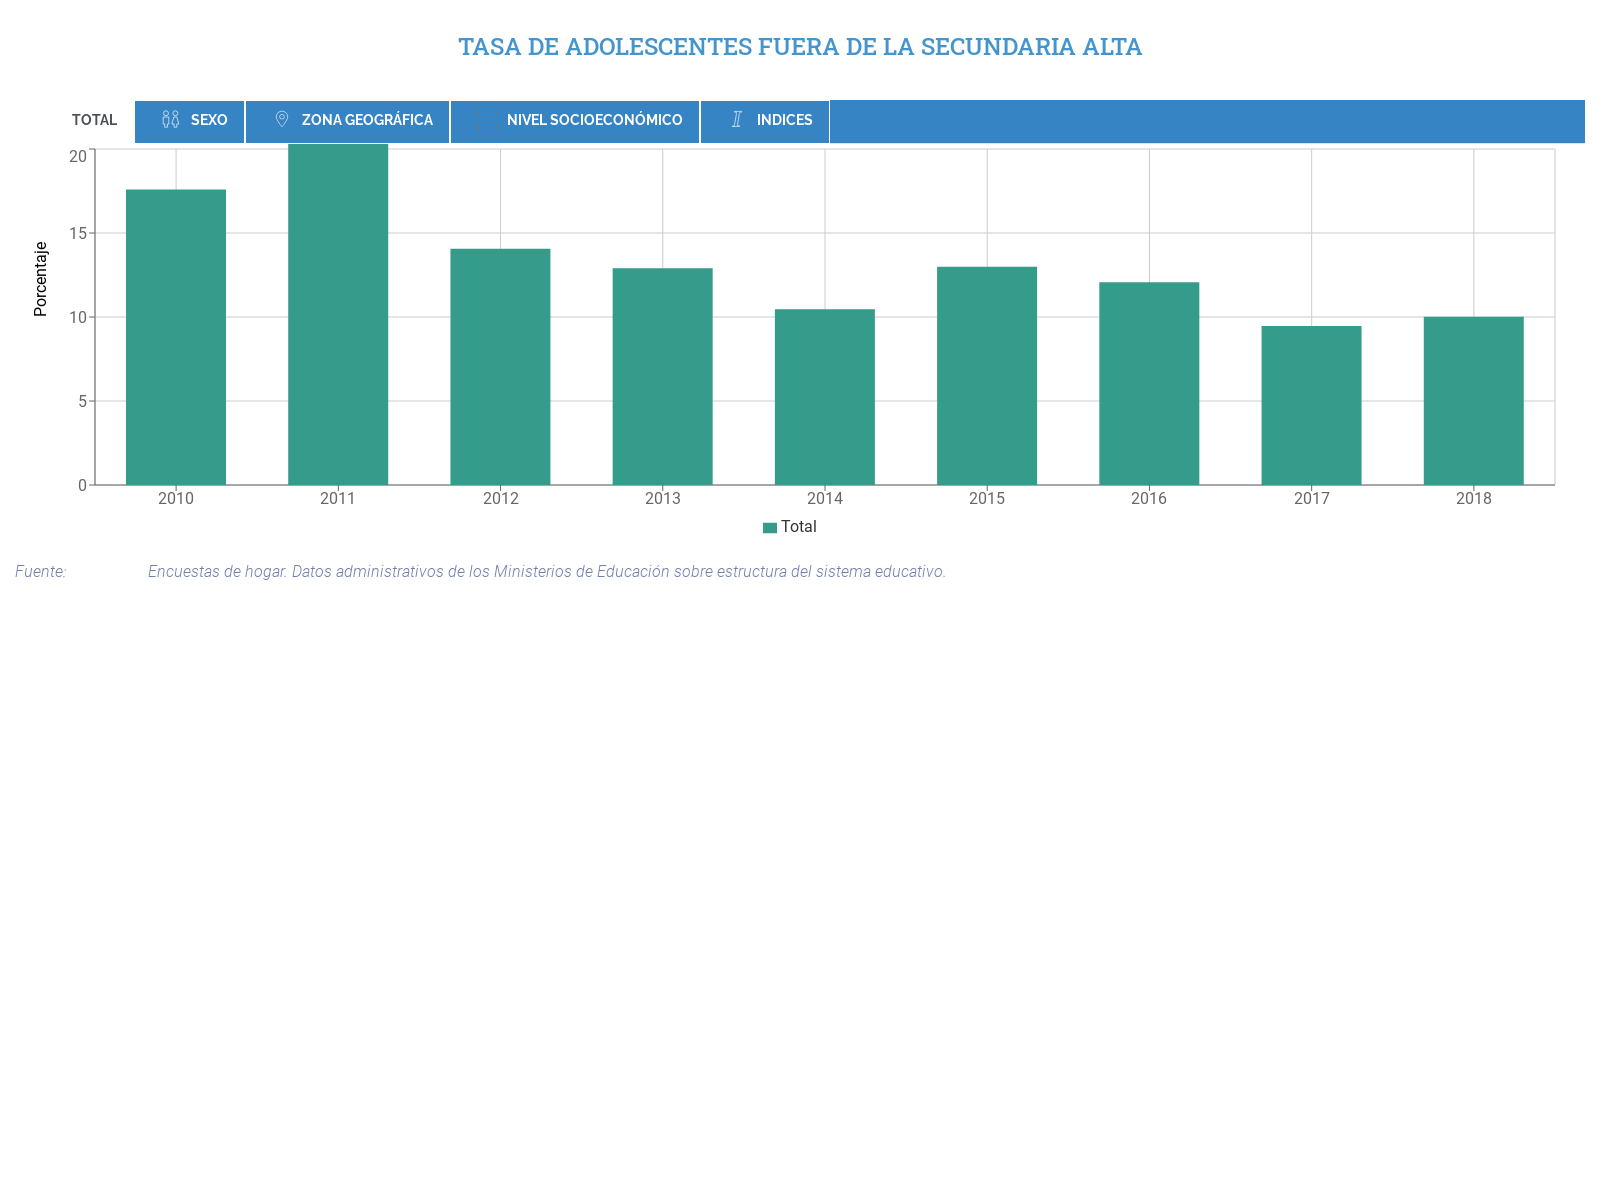 TASA DE ADOLESCENTES FUERA DE LA SECUNDARIA ALTA
TOTAL SEXO ZONA GEOGRÁFICA NIVEL SOCIOECONÓMICO INDICES
20
15
10
5
0
Porcentaje
2010 2011 2012 2013 2014 2015 2016 2017 2018
Total
Fuente: Encuestas de hogar. Datos administrativos de los Ministerios de Educación sobre estructura del sistema educativo.